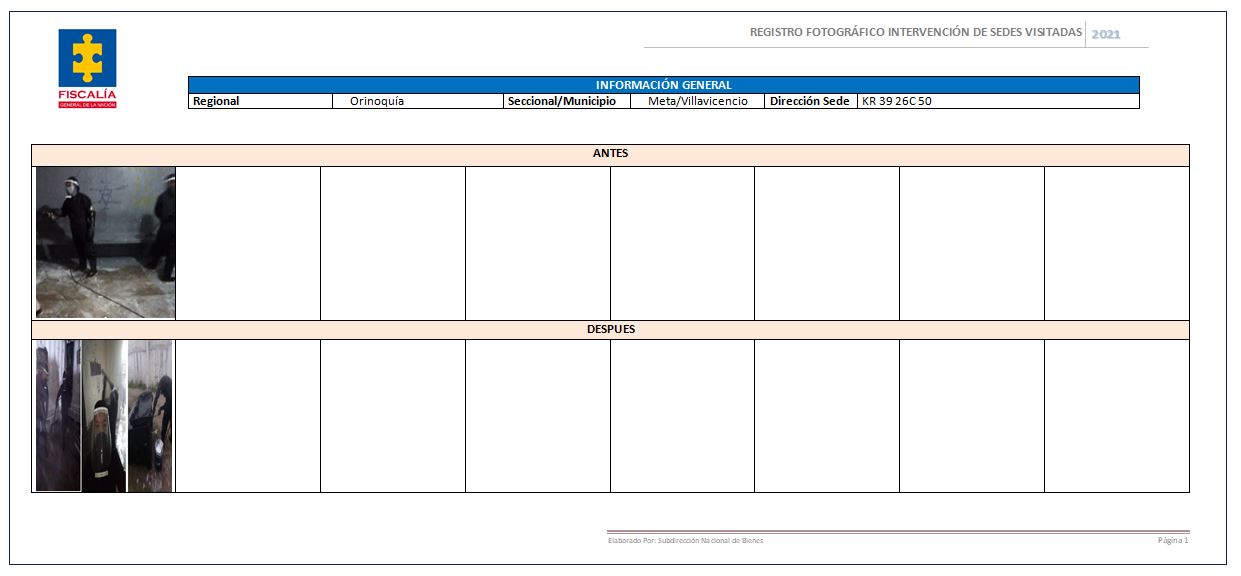 REGISTRO FOTOGRÁFICO INTERVENCIÓN DE SEDES VISITADAS 2021
FISCALÍA
GENERAL DE LA NACIÓN
INFORMACIÓN GENERAL
Regional Orinoquía Seccional/Municipio Meta/Villavicencio Dirección Sede KR 39 26C 50
ANTES
DESPUES
Elaborado Por: Subdirección Nacional de Bienes Página 1